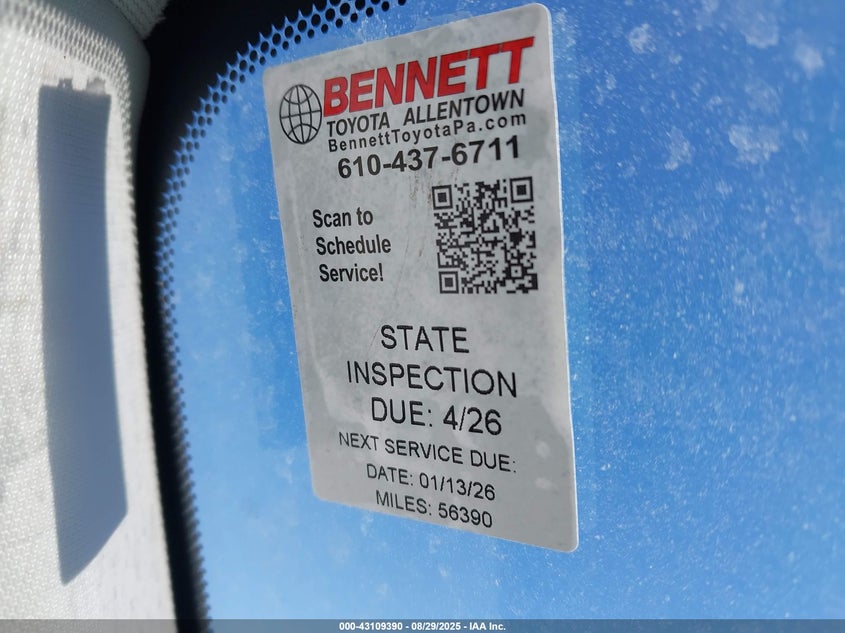 BENNETT
TOYOTA ALLENTOWN
BennettToyotaPa.com
610-437-6711
Scan to
Schedule
Service!
STATE
INSPECTION
DUE: 4/26
NEXT SERVICE DUE:
DATE: 01/13/26
MILES: 56390
000-43109390 - 08/29/2025 - IAA Inc.